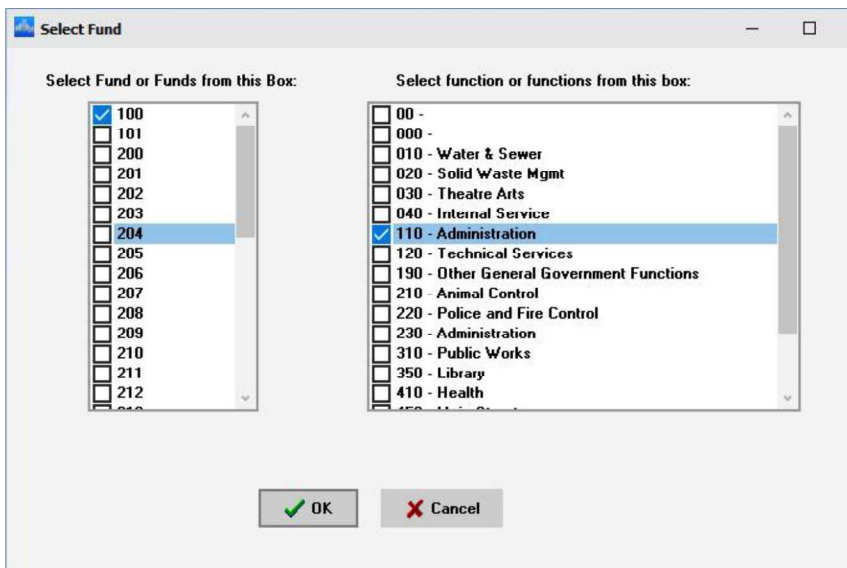 Select Fund
Select Fund or Funds from this Box:
100
101
200
201
202
203
204
205
206
207
208
209
210
211
212
Select function or functions from this box:
00 -
000 -
010 - Water & Sewer
020 - Solid Waste Mgmt
030 - Theatre Arts
040 - Internal Service
110 - Administration
120 - Technical Services
190 - Other General Government Functions
210 - Animal Control
220 - Police and Fire Control
230 - Administration
310 - Public Works
350 - Library
410 - Health
OK
Cancel